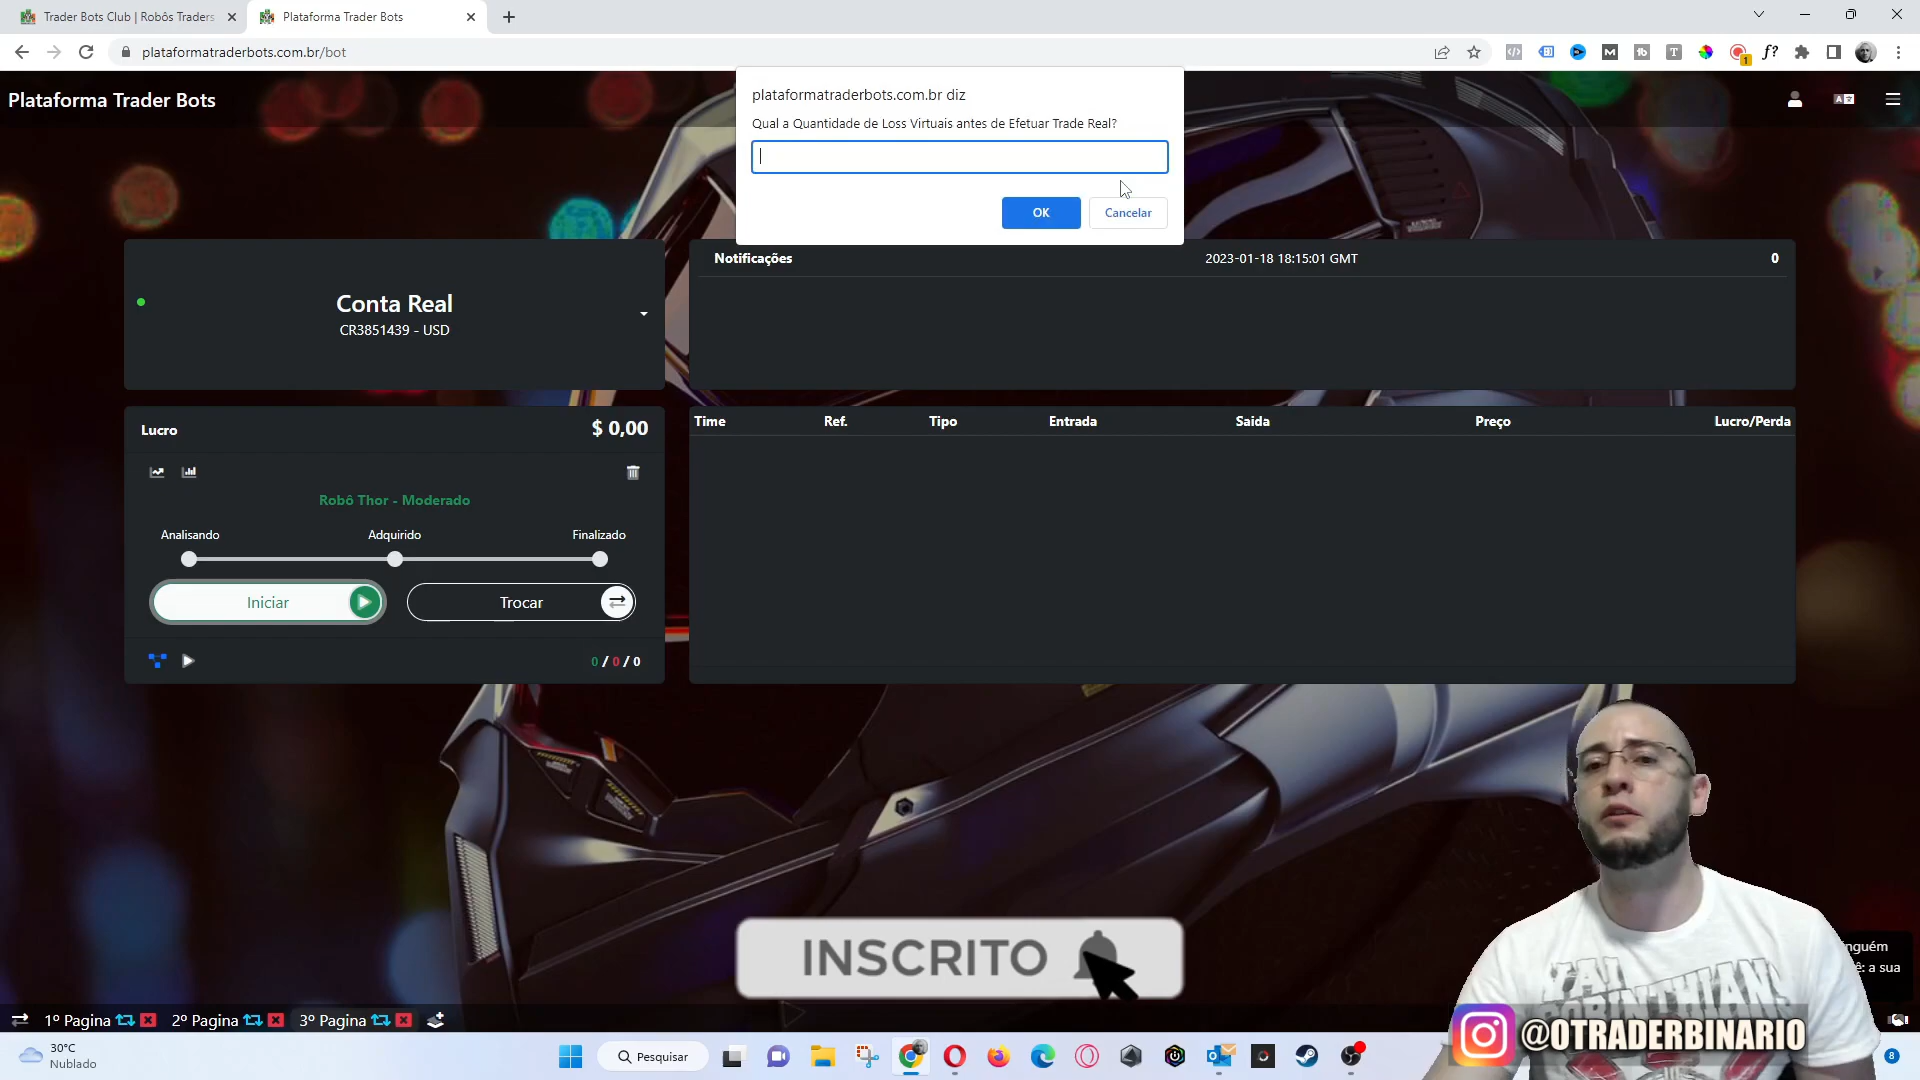 Trader Bots Club | Robôs Traders
Plataforma Trader Bots
plataformatraderbots.com.br/bot
Plataforma Trader Bots
plataformatraderbots.com.br diz
Qual a Quantidade de Loss Virtuais antes de Efetuar Trade Real?
OK
Cancelar
Conta Real
CR3851439 - USD
Notificações
2023-01-18 18:15:01 GMT
0
Lucro
$ 0,00
Robô Thor - Moderado
Analisando
Adquirido
Finalizado
Iniciar
Trocar
0 / 0 / 0
Time
Ref.
Tipo
Entrada
Saida
Preço
Lucro/Perda
INSCRITO
@OTRADERBINARIO
1º Pagina
2º Pagina
3º Pagina
30°C
Nublado
Pesquisar
8